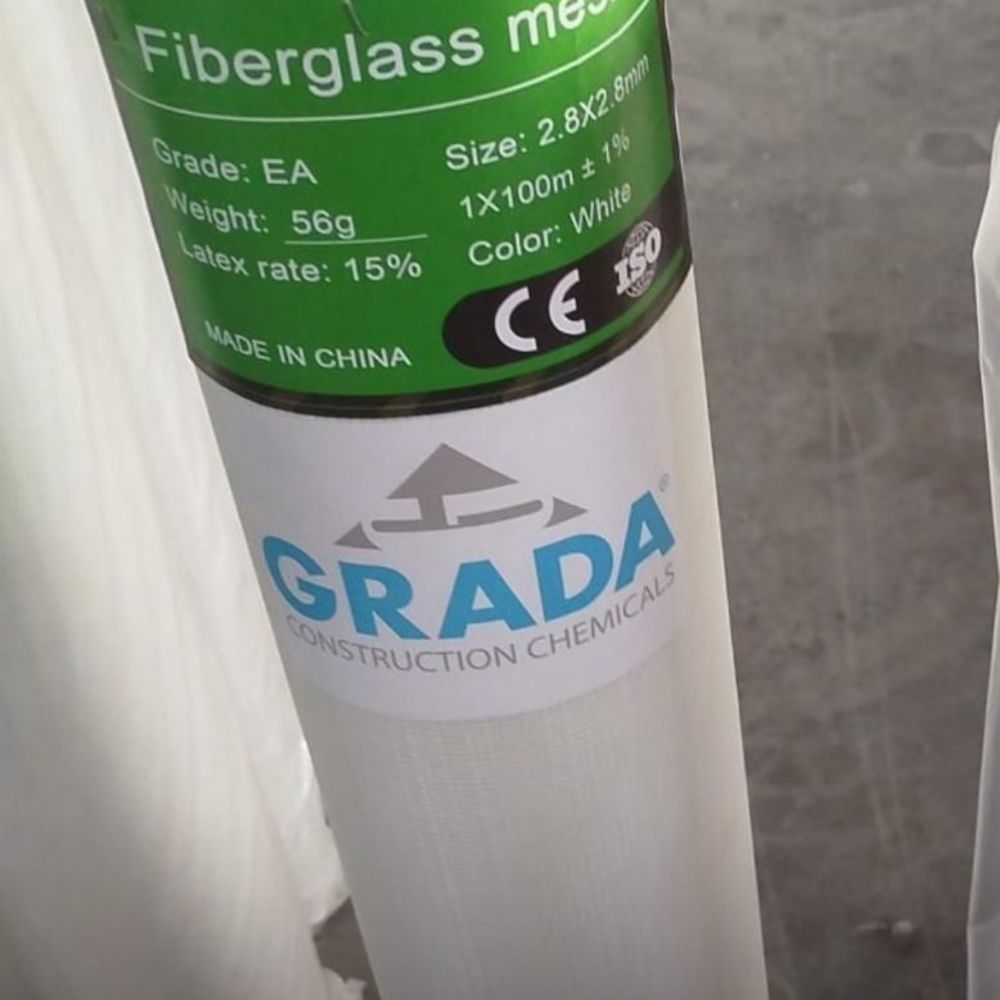 Fiberglass mesh
Grade: EA
Weight: 56g
Latex rate: 15%
Size: 2.8X2.8mm
1X100m ± 1%
Color: White
CE ISO
MADE IN CHINA
GRADA®
CONSTRUCTION CHEMICALS